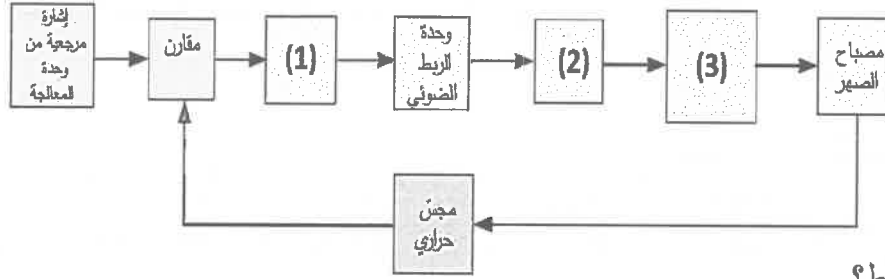 إشارة
مرجعية من
وحدة
المعالجة
مقارن
(1)
وحدة
الربط
الضوئي
(2)
(3)
مصباح
الصهر
مجسّ
حراري